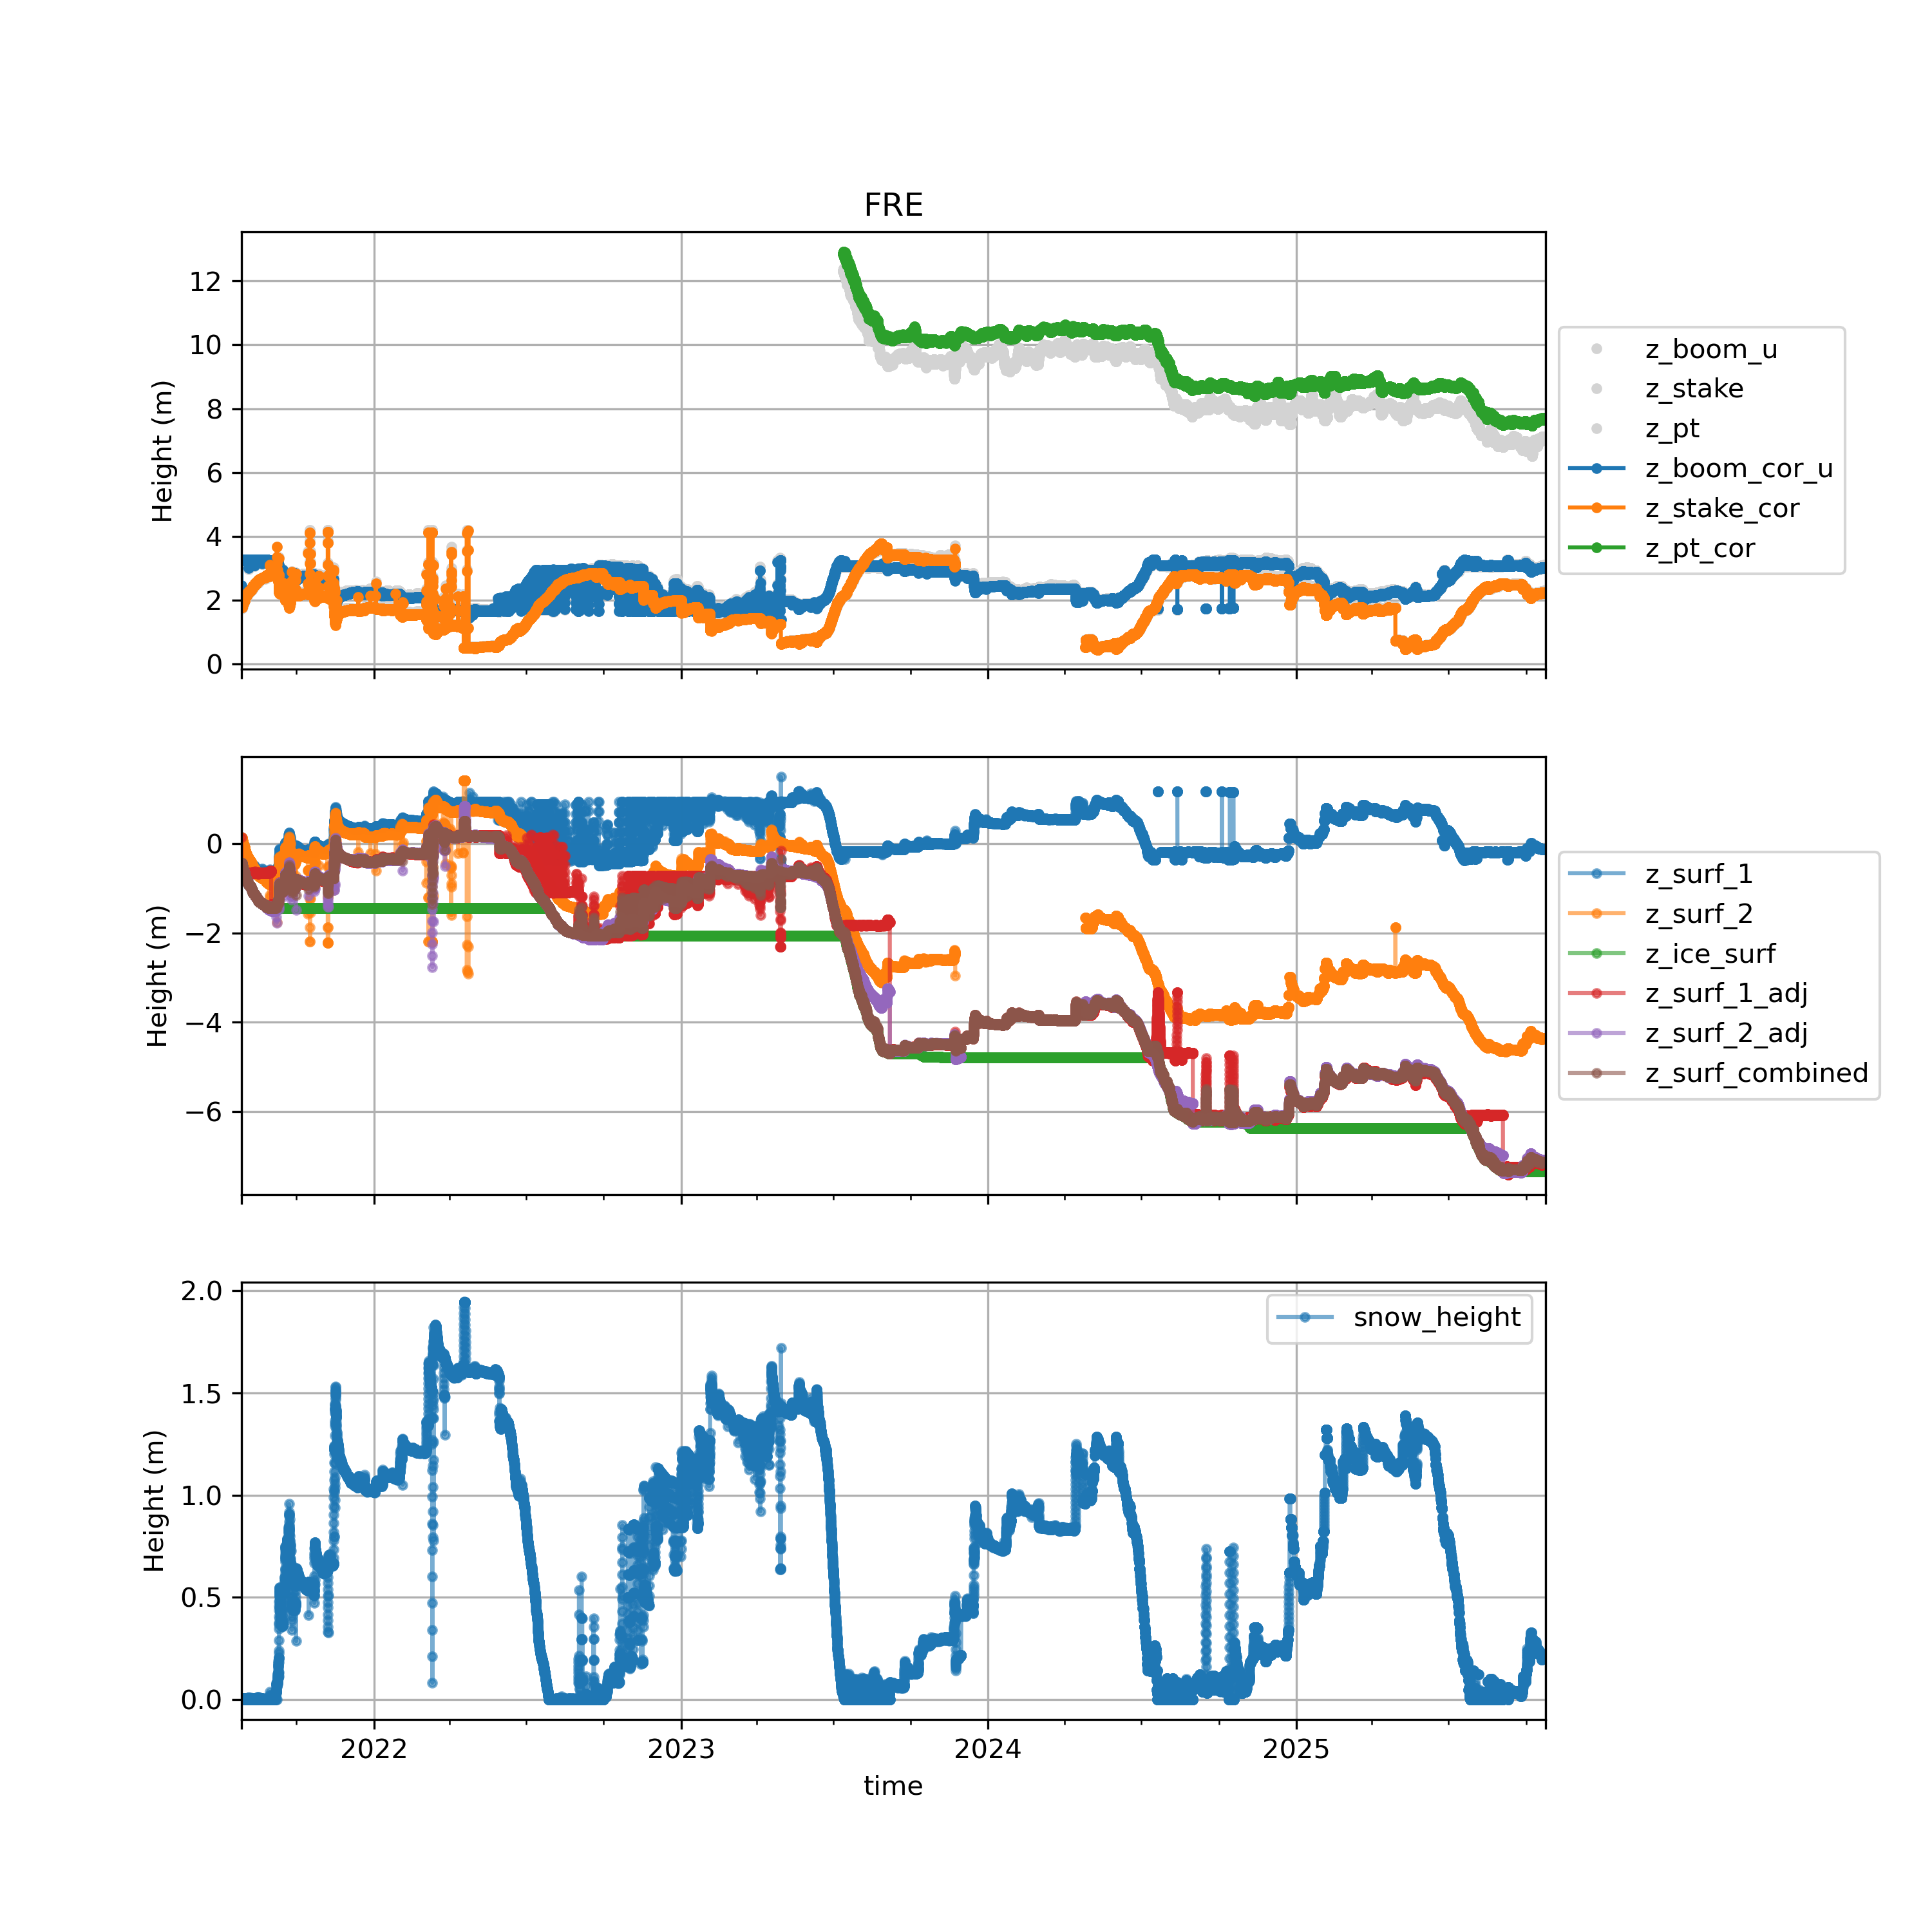 FRE
Height (m)
12
10
8
6
4
2
0
z_boom_u
z_stake
z_pt
z_boom_cor_u
z_stake_cor
z_pt_cor
Height (m)
0
−2
−4
−6
z_surf_1
z_surf_2
z_ice_surf
z_surf_1_adj
z_surf_2_adj
z_surf_combined
Height (m)
2.0
1.5
1.0
0.5
0.0
snow_height
2022 2023 2024 2025
time